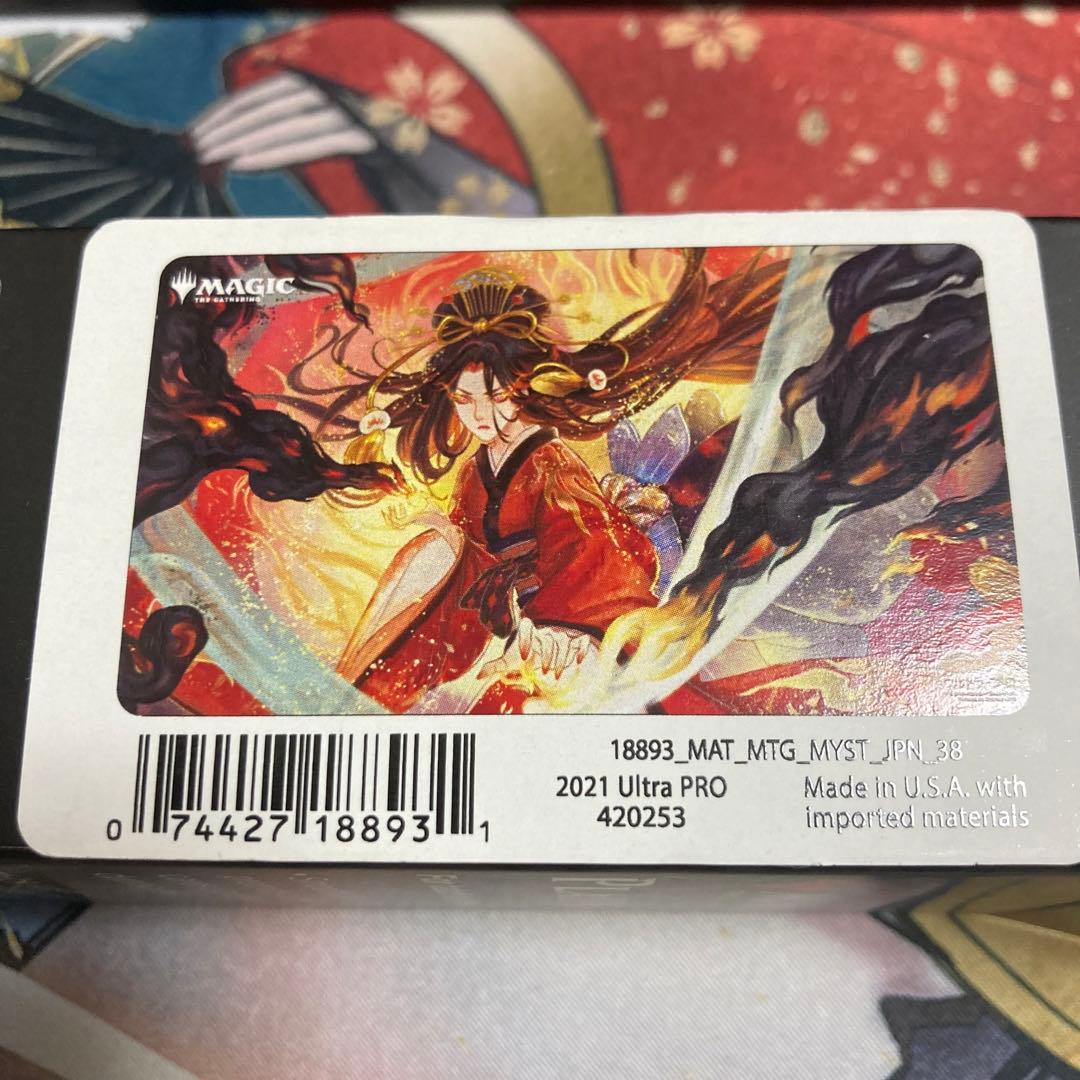 MAGIC
THE GATHERING
18893_MAT_MTG_MYST_JPN_38
2021 Ultra PRO
420253
Made in U.S.A. with
imported materials
0 74427 18893 1